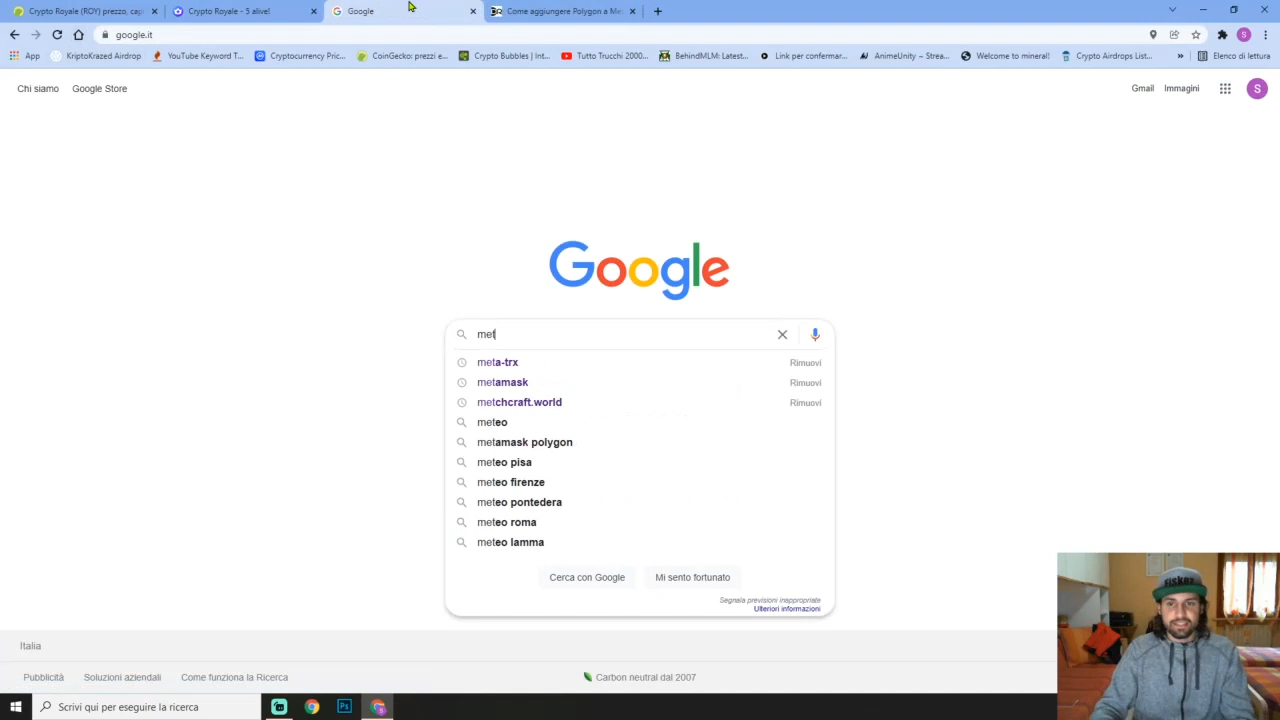 Crypto Royale (ROY) prezzo, cap
Crypto Royale - 5 alive!
Google
Come aggiungere Polygon a Met
google.it
S
App
KriptoKrazed Airdrop
YouTube Keyword T...
Cryptocurrency Pric...
CoinGecko: prezzi e...
Crypto Bubbles | Int...
Tutto Trucchi 2000...
BehindMLM: Latest...
Link per confermar...
AnimeUnity ~ Strea...
Welcome to minera!
Crypto Airdrops List...
»
Elenco di lettura
Chi siamo
Google Store
Gmail
Immagini
S
Google
met
meta-trx
Rimuovi
metamask
Rimuovi
metchcraft.world
Rimuovi
meteo
metamask polygon
meteo pisa
meteo firenze
meteo pontedera
meteo roma
meteo lamma
Cerca con Google
Mi sento fortunato
Segnala previsioni inappropriate
Ulteriori informazioni
FISKRA
Italia
Pubblicità
Soluzioni aziendali
Come funziona la Ricerca
Carbon neutral dal 2007
Scrivi qui per eseguire la ricerca
Ps